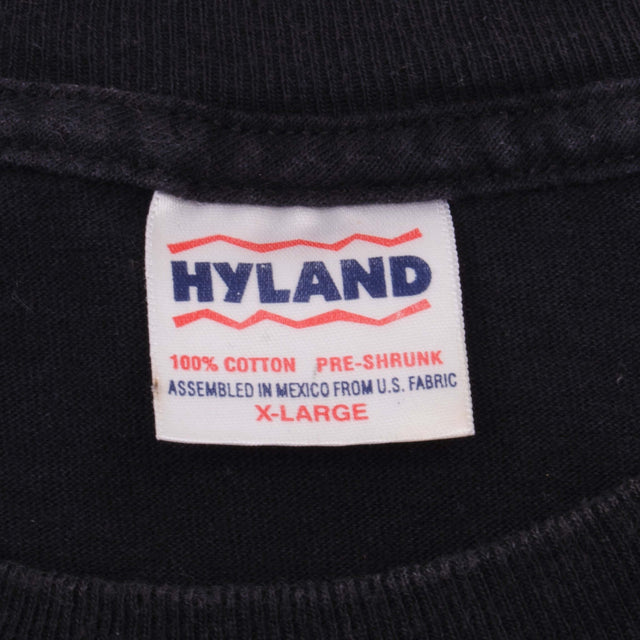 HYLAND
100% COTTON PRE-SHRUNK
ASSEMBLED IN MEXICO FROM U.S. FABRIC
X-LARGE